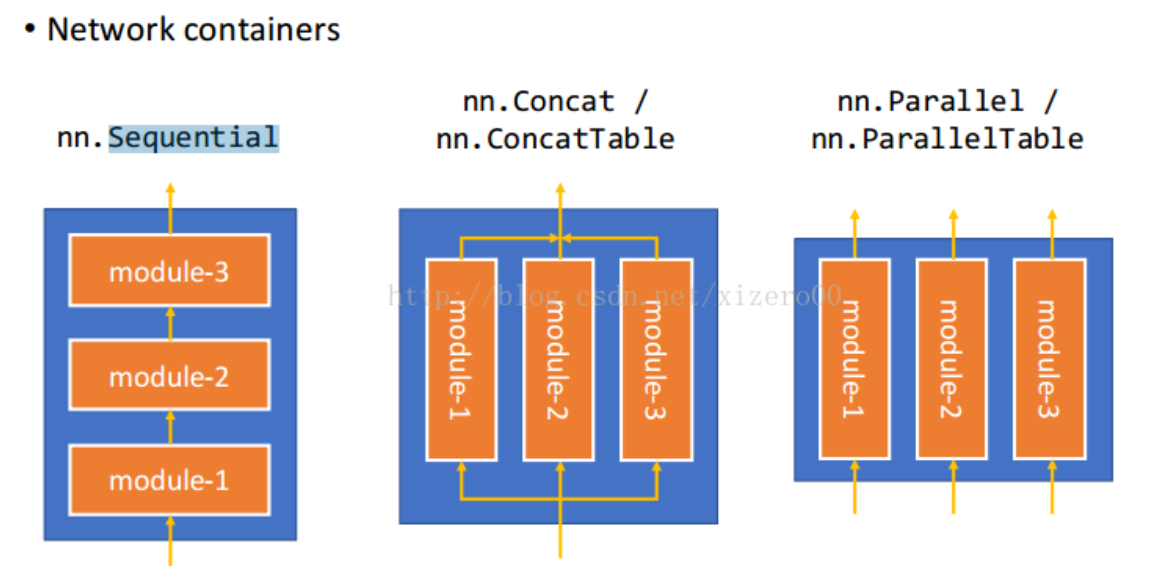 • Network containers
nn.Sequential
module-3
module-2
module-1
nn.Concat /
nn.ConcatTable
module-1
module-2
module-3
nn.Parallel /
nn.ParallelTable
module-1
module-2
module-3
http://blog.csdn.net/xizero00